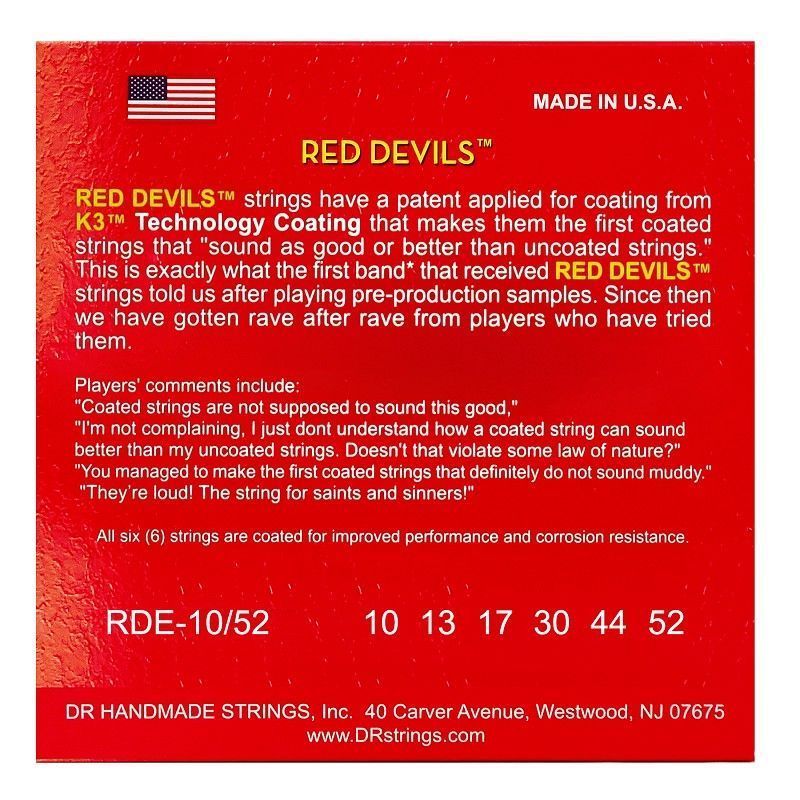 MADE IN U.S.A.
RED DEVILS™
RED DEVILS™ strings have a patent applied for coating from
K3™ Technology Coating that makes them the first coated
strings that "sound as good or better than uncoated strings."
This is exactly what the first band* that received RED DEVILS™
strings told us after playing pre-production samples. Since then
we have gotten rave after rave from players who have tried
them.
Players' comments include:
"Coated strings are not supposed to sound this good,"
"I'm not complaining, I just dont understand how a coated string can sound
better than my uncoated strings. Doesn't that violate some law of nature?"
"You managed to make the first coated strings that definitely do not sound muddy."
"They're loud! The string for saints and sinners!"
All six (6) strings are coated for improved performance and corrosion resistance.
RDE-10/52 10 13 17 30 44 52
DR HANDMADE STRINGS, Inc. 40 Carver Avenue, Westwood, NJ 07675
www.DRstrings.com